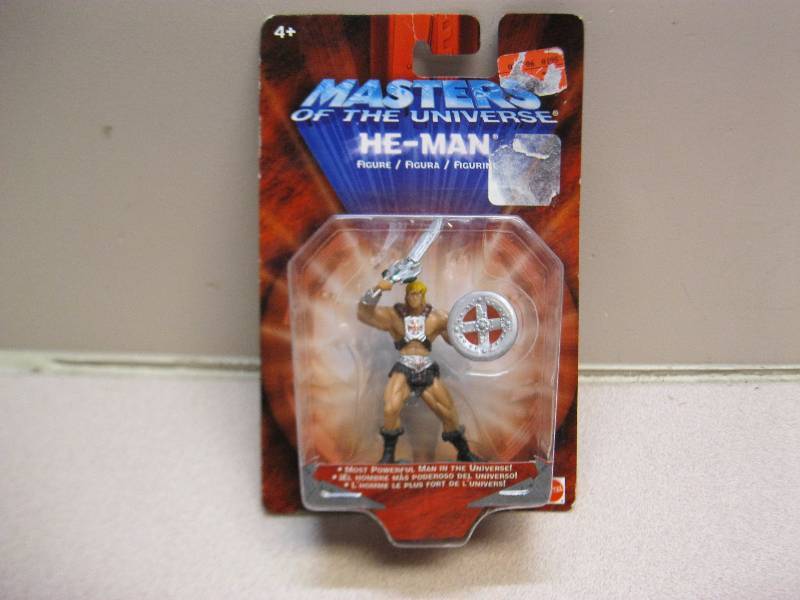 4+
MASTERS
OF THE UNIVERSE®
HE-MAN®
FIGURE / FIGURA / FIGURIN
• MOST POWERFUL MAN IN THE UNIVERSE!
• ¡EL HOMBRE MÁS PODEROSO DEL UNIVERSO!
• L'HOMME LE PLUS FORT DE L'UNIVERS!